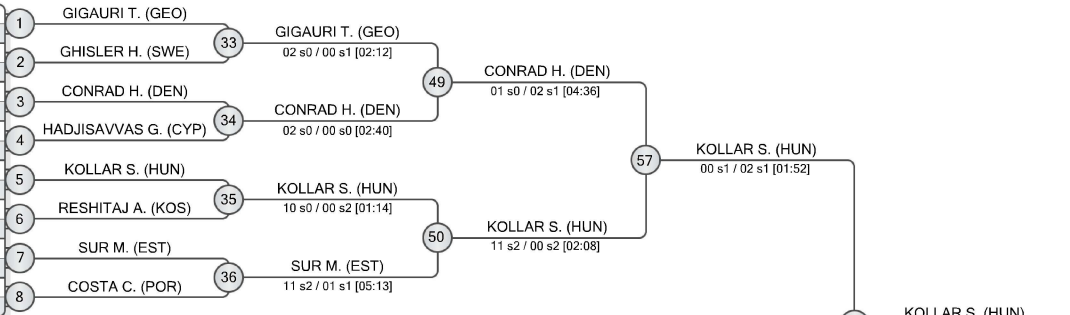 1
GIGAURI T. (GEO)
2
GHISLER H. (SWE)
33
GIGAURI T. (GEO)
02 s0 / 00 s1 [02:12]
3
CONRAD H. (DEN)
4
HADJISAVVAS G. (CYP)
34
CONRAD H. (DEN)
02 s0 / 00 s0 [02:40]
49
CONRAD H. (DEN)
01 s0 / 02 s1 [04:36]
5
KOLLAR S. (HUN)
6
RESHITAJ A. (KOS)
35
KOLLAR S. (HUN)
10 s0 / 00 s2 [01:14]
7
SUR M. (EST)
8
COSTA C. (POR)
36
SUR M. (EST)
11 s2 / 01 s1 [05:13]
50
KOLLAR S. (HUN)
11 s2 / 00 s2 [02:08]
57
KOLLAR S. (HUN)
00 s1 / 02 s1 [01:52]
KOLLAR S. (HUN)